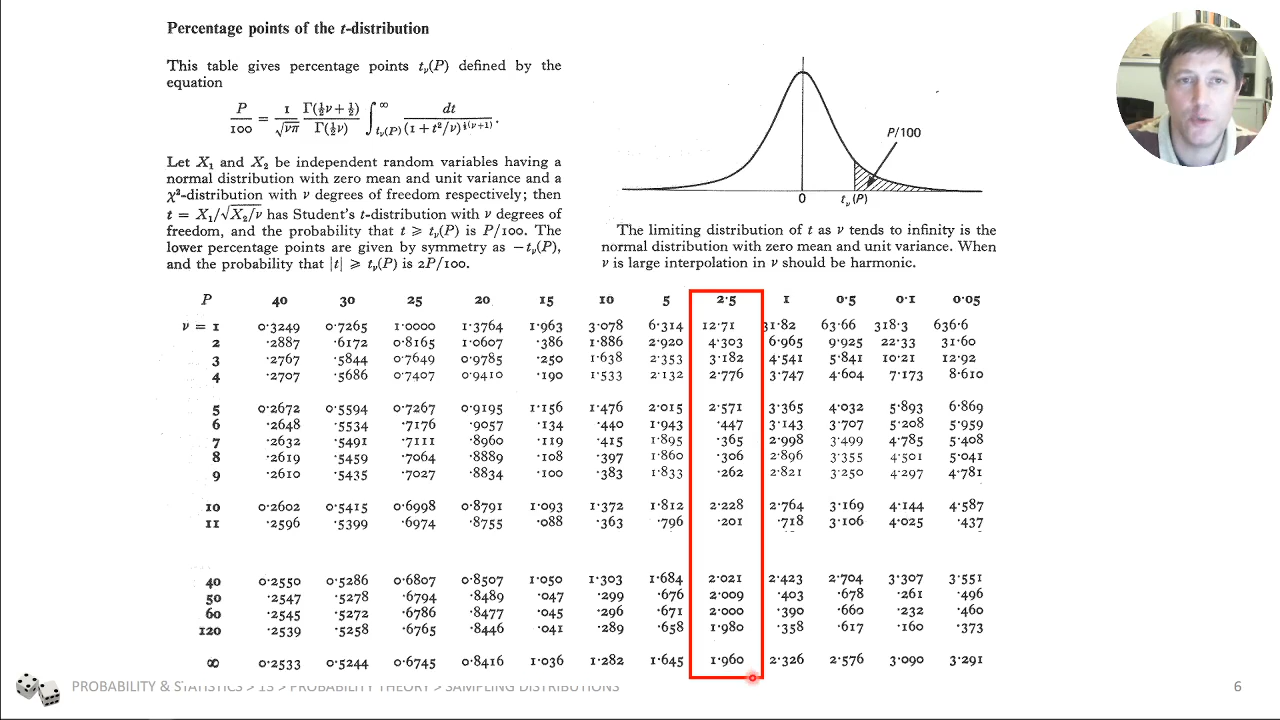 Percentage points of the t-distribution
This table gives percentage points tν(P) defined by the
equation
P/100 = 1/√νπ Γ(½ν+½)/Γ(½ν) ∫_{tν(P)}^∞ dt/(1+t²/ν)^{½(ν+1)}.
Let X₁ and X₂ be independent random variables having a
normal distribution with zero mean and unit variance and a
χ²-distribution with ν degrees of freedom respectively; then
t = X₁/√X₂/ν has Student's t-distribution with ν degrees of
freedom, and the probability that t ⩾ tν(P) is P/100. The
lower percentage points are given by symmetry as −tν(P),
and the probability that |t| ⩾ tν(P) is 2P/100.
P/100
0 tν(P)
The limiting distribution of t as ν tends to infinity is the
normal distribution with zero mean and unit variance. When
ν is large interpolation in ν should be harmonic.
P 40 30 25 20 15 10 5 2·5 1 0·5 0·1 0·05
ν = 1 0·3249 0·7265 1·0000 1·3764 1·963 3·078 6·314 12·71 31·82 63·66 318·3 636·6
2 ·2887 ·6172 0·8165 1·0607 ·386 1·886 2·920 4·303 6·965 9·925 22·33 31·60
3 ·2767 ·5844 0·7649 0·9785 ·250 1·638 2·353 3·182 4·541 5·841 10·21 12·92
4 ·2707 ·5686 0·7407 0·9410 ·190 1·533 2·132 2·776 3·747 4·604 7·173 8·610
5 0·2672 0·5594 0·7267 0·9195 1·156 1·476 2·015 2·571 3·365 4·032 5·893 6·869
6 ·2648 ·5534 ·7176 ·9057 ·134 ·440 1·943 ·447 3·143 3·707 5·208 5·959
7 ·2632 ·5491 ·7111 ·8960 ·119 ·415 1·895 ·365 2·998 3·499 4·785 5·408
8 ·2619 ·5459 ·7064 ·8889 ·108 ·397 1·860 ·306 2·896 3·355 4·501 5·041
9 ·2610 ·5435 ·7027 ·8834 ·100 ·383 1·833 ·262 2·821 3·250 4·297 4·781
10 0·2602 0·5415 0·6998 0·8791 1·093 1·372 1·812 2·228 2·764 3·169 4·144 4·587
11 ·2596 ·5399 ·6974 ·8755 ·088 ·363 ·796 ·201 ·718 3·106 4·025 ·437
40 0·2550 0·5286 0·6807 0·8507 1·050 1·303 1·684 2·021 2·423 2·704 3·307 3·551
50 ·2547 ·5278 ·6794 ·8489 ·047 ·299 ·676 2·009 ·403 ·678 ·261 ·496
60 ·2545 ·5272 ·6786 ·8477 ·045 ·296 ·671 2·000 ·390 ·660 ·232 ·460
120 ·2539 ·5258 ·6765 ·8446 ·041 ·289 ·658 1·980 ·358 ·617 ·160 ·373
∞ 0·2533 0·5244 0·6745 0·8416 1·036 1·282 1·645 1·960 2·326 2·576 3·090 3·291
PROBABILITY & STATISTICS > 13 > PROBABILITY THEORY > SAMPLING DISTRIBUTIONS
6